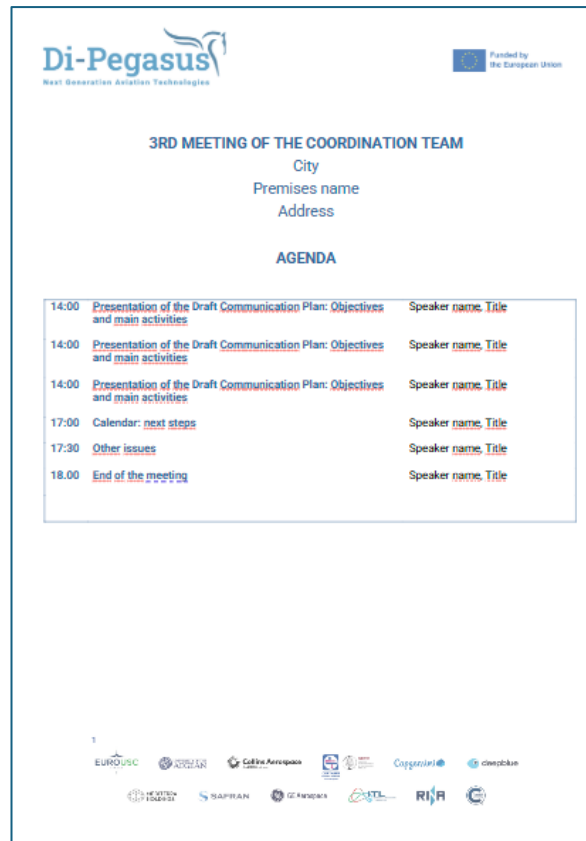 Di-Pegasus
Next Generation Aviation Technologies
Funded by
the European Union
3RD MEETING OF THE COORDINATION TEAM
City
Premises name
Address
AGENDA
14:00 Presentation of the Draft Communication Plan: Objectives Speaker name, Title
and main activities
14:00 Presentation of the Draft Communication Plan: Objectives Speaker name, Title
and main activities
14:00 Presentation of the Draft Communication Plan: Objectives Speaker name, Title
and main activities
17:00 Calendar: next steps Speaker name, Title
17:30 Other issues Speaker name, Title
18.00 End of the meeting Speaker name, Title
1
EUROUSC Collins Aerospace Capgemini deepblue
SAFRAN GE Aerospace ITL RINA